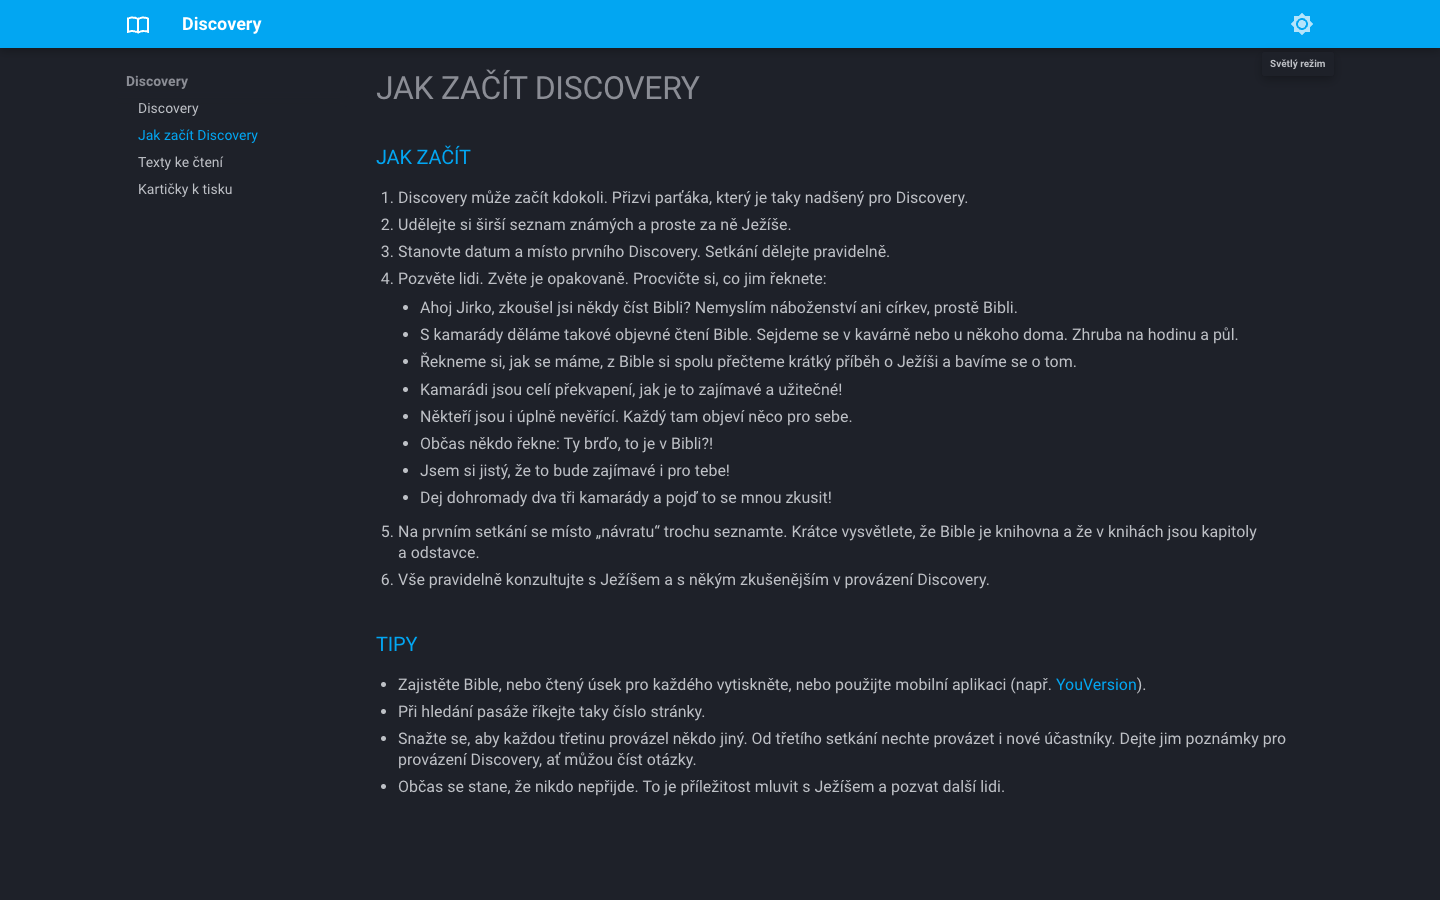 Discovery
Světlý režim
Discovery
Discovery
Jak začít Discovery
Texty ke čtení
Kartičky k tisku
JAK ZAČÍT DISCOVERY
JAK ZAČÍT
1. Discovery může začít kdokoli. Přizvi parťáka, který je taky nadšený pro Discovery.
2. Udělejte si širší seznam známých a proste za ně Ježíše.
3. Stanovte datum a místo prvního Discovery. Setkání dělejte pravidelně.
4. Pozvěte lidi. Zvěte je opakovaně. Procvičte si, co jim řeknete:
• Ahoj Jirko, zkoušel jsi někdy číst Bibli? Nemyslím náboženství ani církev, prostě Bibli.
• S kamarády děláme takové objevné čtení Bible. Sejdeme se v kavárně nebo u někoho doma. Zhruba na hodinu a půl.
• Řekneme si, jak se máme, z Bible si spolu přečteme krátký příběh o Ježíši a bavíme se o tom.
• Kamarádi jsou celí překvapení, jak je to zajímavé a užitečné!
• Někteří jsou i úplně nevěřící. Každý tam objeví něco pro sebe.
• Občas někdo řekne: Ty brďo, to je v Bibli?!
• Jsem si jistý, že to bude zajímavé i pro tebe!
• Dej dohromady dva tři kamarády a pojď to se mnou zkusit!
5. Na prvním setkání se místo „návratu“ trochu seznamte. Krátce vysvětlete, že Bible je knihovna a že v knihách jsou kapitoly
a odstavce.
6. Vše pravidelně konzultujte s Ježíšem a s někým zkušenějším v provázení Discovery.
TIPY
• Zajistěte Bible, nebo čtený úsek pro každého vytiskněte, nebo použijte mobilní aplikaci (např. YouVersion).
• Při hledání pasáže říkejte taky číslo stránky.
• Snažte se, aby každou třetinu provázel někdo jiný. Od třetího setkání nechte provázet i nové účastníky. Dejte jim poznámky pro
provázení Discovery, ať můžou číst otázky.
• Občas se stane, že nikdo nepřijde. To je příležitost mluvit s Ježíšem a pozvat další lidi.